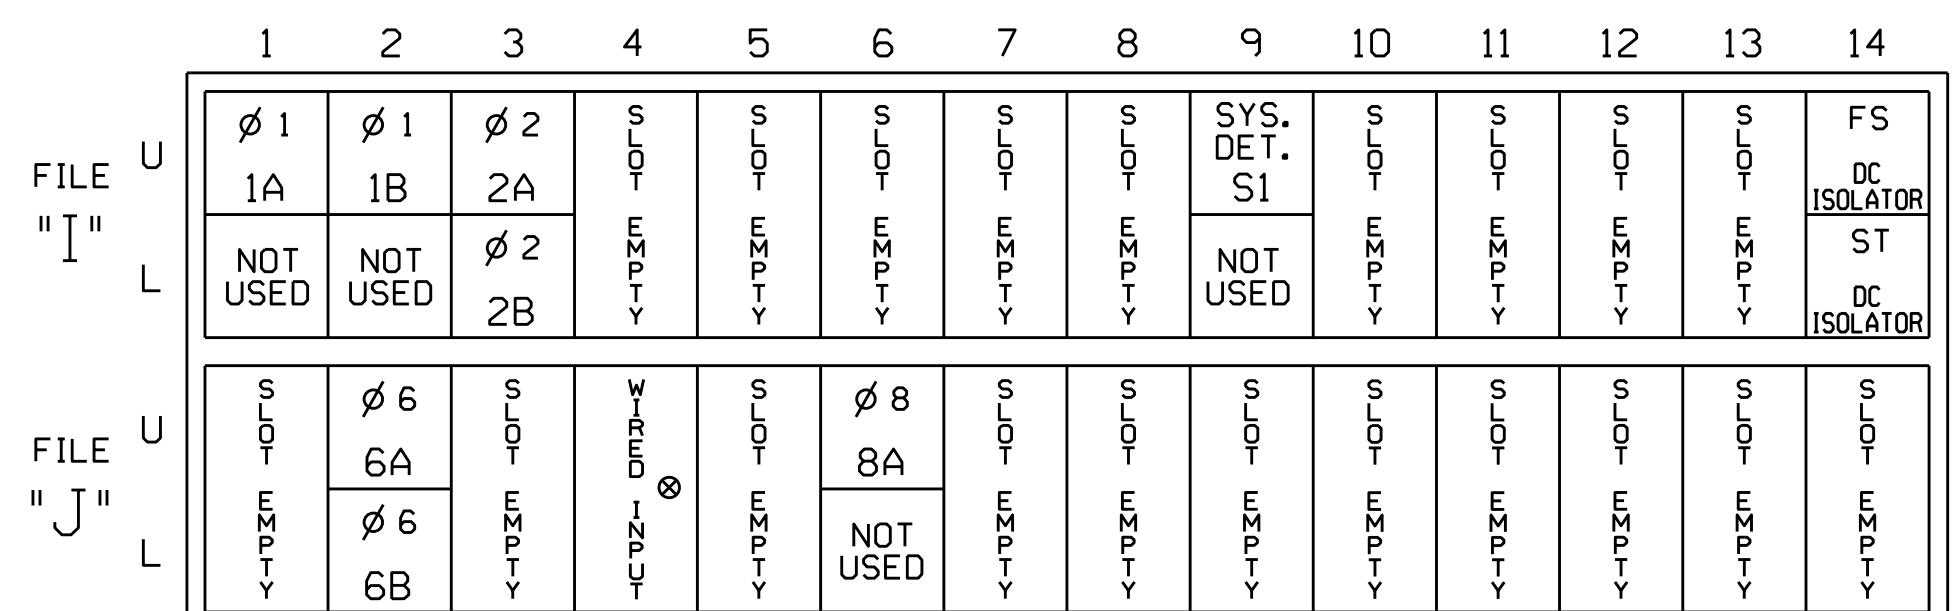 1 2 3 4 5 6 7 8 9 10 11 12 13 14
FILE
"I"
U
L
Ø 1
1A
NOT
USED
Ø 1
1B
NOT
USED
Ø 2
2A
Ø 2
2B
SLOT EMPTY
SLOT EMPTY
SLOT EMPTY
SLOT EMPTY
SLOT EMPTY
SYS.
DET.
S1
NOT
USED
SLOT EMPTY
SLOT EMPTY
SLOT EMPTY
SLOT EMPTY
FS
DC
ISOLATOR
ST
DC
ISOLATOR
FILE
"J"
U
L
SLOT EMPTY
Ø 6
6A
Ø 6
6B
SLOT EMPTY
WIRED INPUT
SLOT EMPTY
Ø 8
8A
NOT
USED
SLOT EMPTY
SLOT EMPTY
SLOT EMPTY
SLOT EMPTY
SLOT EMPTY
SLOT EMPTY
SLOT EMPTY
SLOT EMPTY